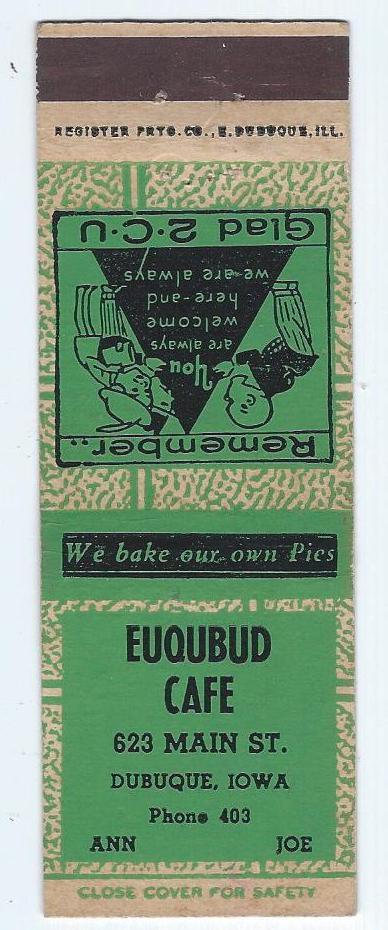 REGISTER PRTG. CO., E. DUBUQUE, ILL.
Remember..
You
are always
welcome
here-and
we-are always
Glad 2·C·U
We bake our own Pies
EUQUBUD
CAFE
623 MAIN ST.
DUBUQUE, IOWA
Phone 403
ANN JOE
CLOSE COVER FOR SAFETY